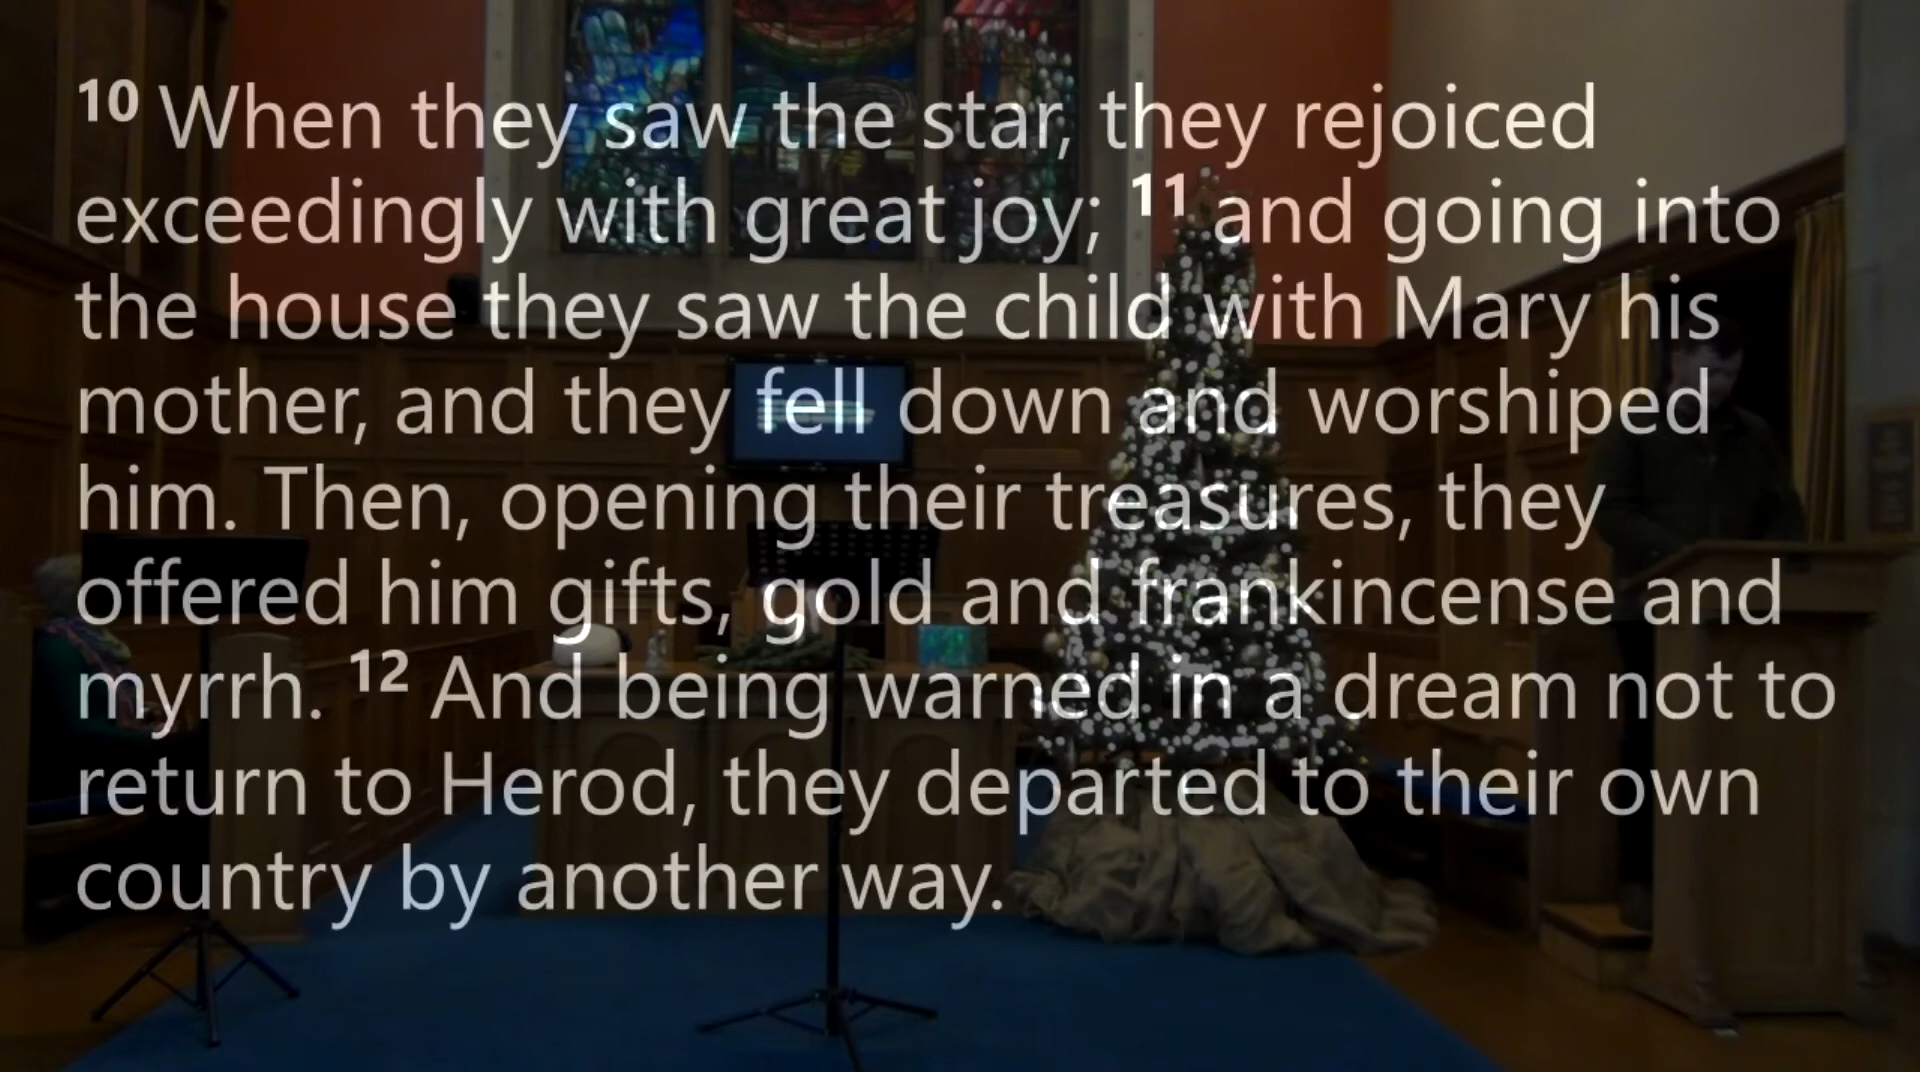 10 When they saw the star, they rejoiced
exceedingly with great joy; 11 and going into
the house they saw the child with Mary his
mother, and they fell down and worshiped
him. Then, opening their treasures, they
offered him gifts, gold and frankincense and
myrrh. 12 And being warned in a dream not to
return to Herod, they departed to their own
country by another way.